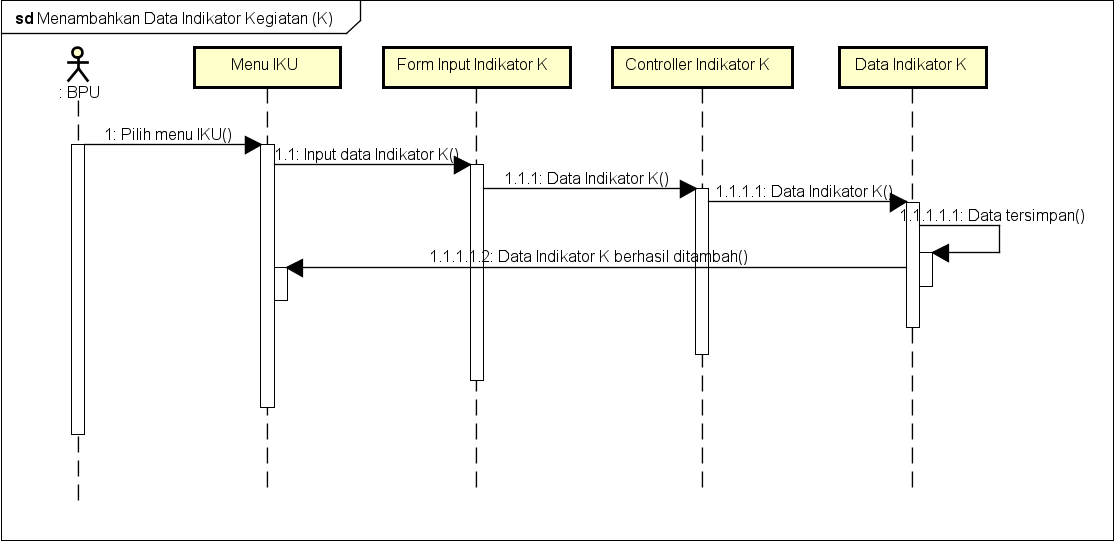 sd Menambahkan Data Indikator Kegiatan (K)
: BPU
Menu IKU
Form Input Indikator K
Controller Indikator K
Data Indikator K
1: Pilih menu IKU()
1.1: Input data Indikator K()
1.1.1: Data Indikator K()
1.1.1.1: Data Indikator K()
1.1.1.1.1: Data tersimpan()
1.1.1.1.2: Data Indikator K berhasil ditambah()